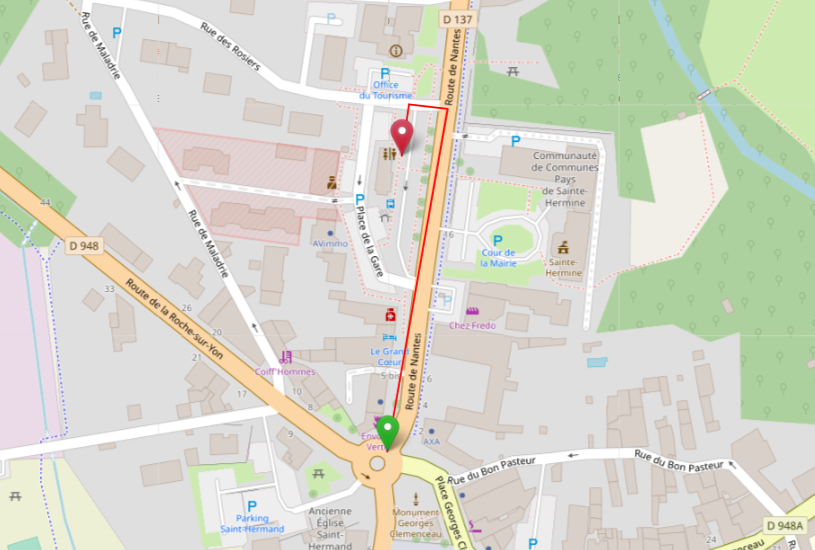 D 137
P
Rue de Maladrie
Rue des Rosiers
Route de Nantes
P
Office
du Tourisme
P
Communauté
de Communes
Pays
de Sainte-
Hermine
P
44
16
P
Cour de
la Mairie
Sainte-
Hermine
Place de la Gare
AVimmo
D 948
Rue de Maladrie
33
26
20
Route de la Roche-sur-Yon
P
Chez Fredo
Le Grand
Cœur
Route de Nantes
21
Coiff'Hommes
5 bis
6
17
10
8
4
9
2
AXA
Rue du Bon Pasteur
Rue du Bon Pasteur
P
Parking
Saint-Hermand
Ancienne
Église
Saint-
Hermand
Monument
Georges
Clemenceau
Place Georges Cl
P
D 948A
D 948A
enceau